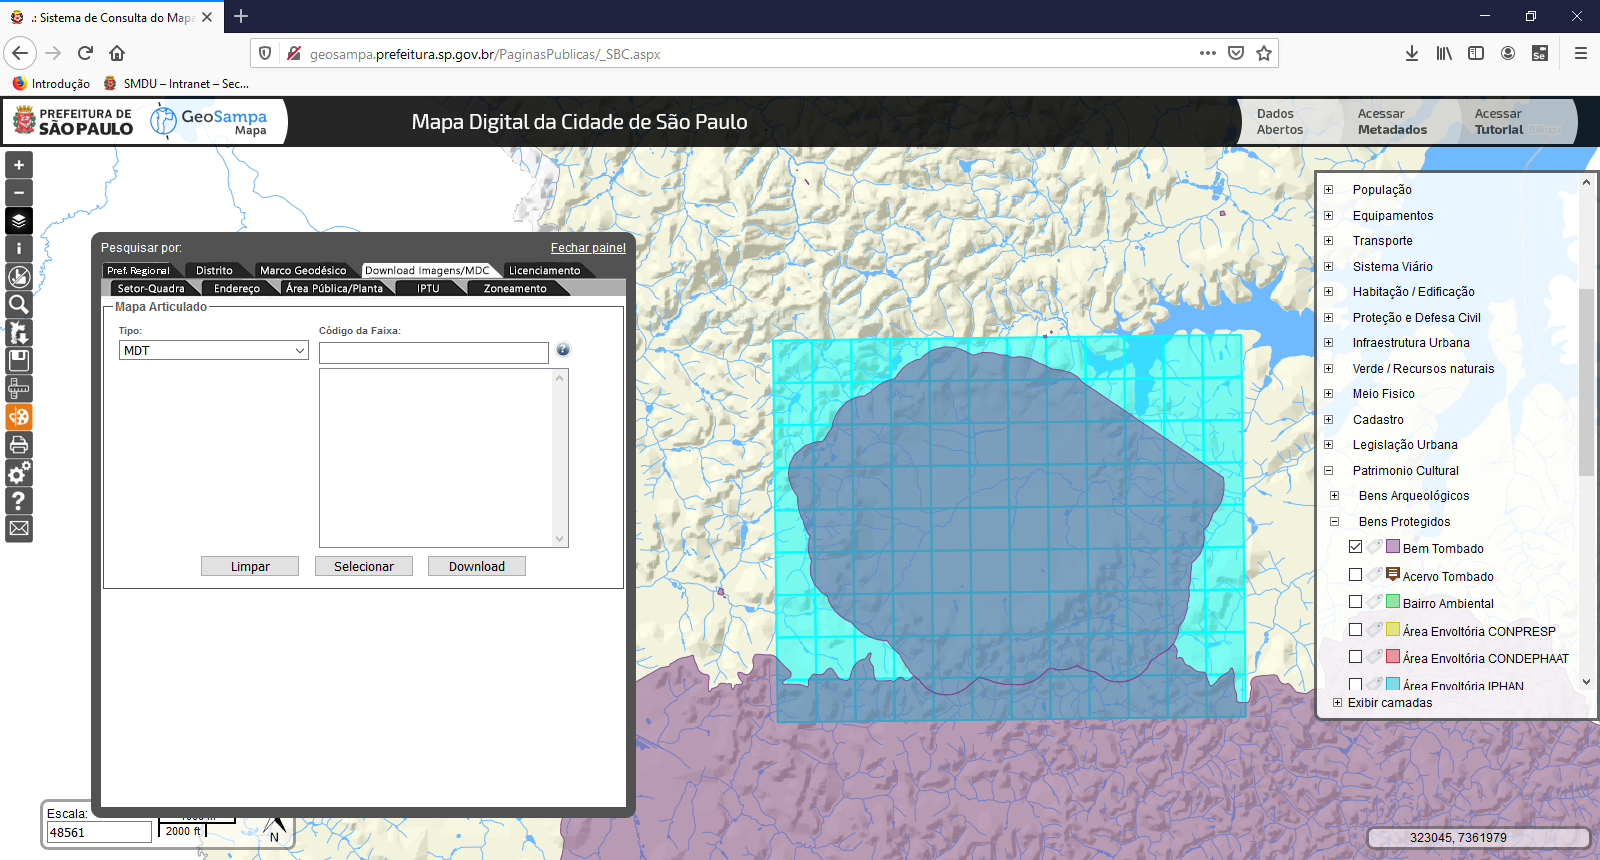 .: Sistema de Consulta do Mapa
geosampa.prefeitura.sp.gov.br/PaginasPublicas/_SBC.aspx
Se
Introdução
SMDU – Intranet – Sec...
PREFEITURA DE
SÃO PAULO
GeoSampa
Mapa
Mapa Digital da Cidade de São Paulo
Dados
Abertos
Acessar
Metadados
Acessar
Tutorial
Pesquisar por:
Fechar painel
Pref. Regional
Distrito
Marco Geodésico
Download Imagens/MDC
Licenciamento
Setor-Quadra
Endereço
Área Pública/Planta
IPTU
Zoneamento
Mapa Articulado
Tipo:
Código da Faixa:
MDT
Limpar
Selecionar
Download
População
Equipamentos
Transporte
Sistema Viário
Habitação / Edificação
Proteção e Defesa Civil
Infraestrutura Urbana
Verde / Recursos naturais
Meio Fisico
Cadastro
Legislação Urbana
Patrimonio Cultural
Bens Arqueológicos
Bens Protegidos
Bem Tombado
Acervo Tombado
Bairro Ambiental
Área Envoltória CONPRESP
Área Envoltória CONDEPHAAT
Área Envoltória IPHAN
Exibir camadas
Escala:
48561
2000 ft
N
323045, 7361979